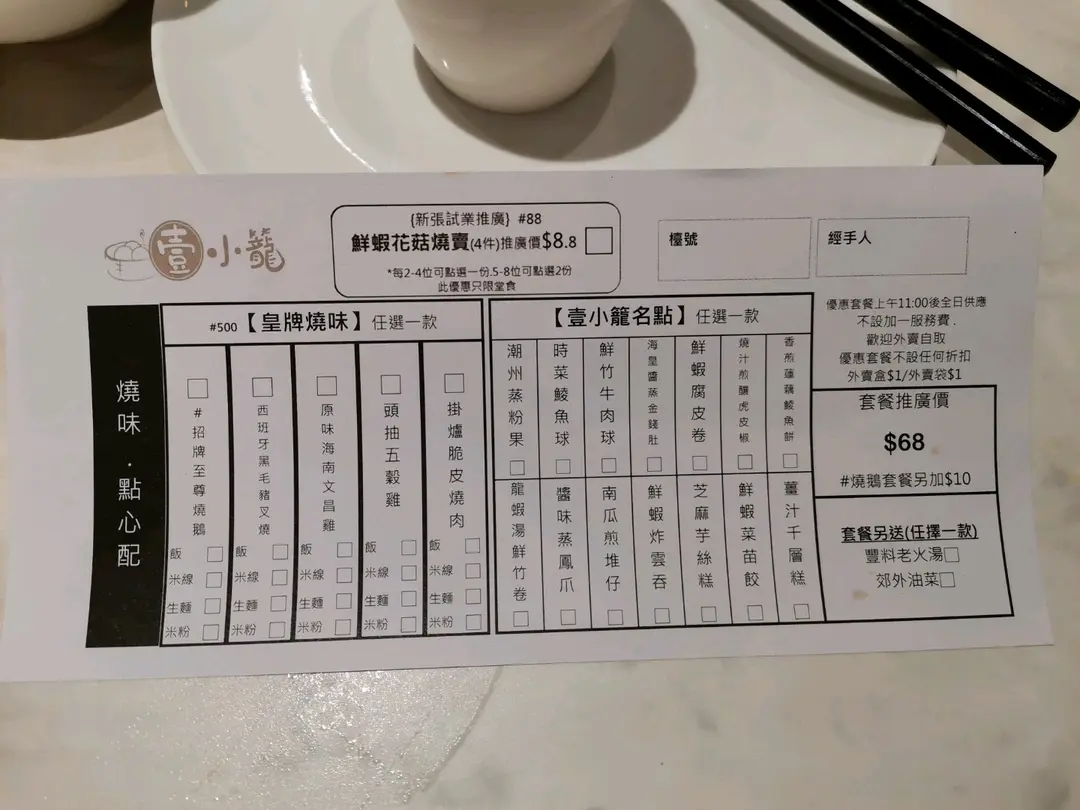 壹小籠
{新張試業推廣} #88
鮮蝦花菇燒賣(4件)推廣價$8.8
*每2-4位可點選一份.5-8位可點選2份
此優惠只限堂食
檯號
經手人
燒味．點心配
#500【皇牌燒味】任選一款
#招牌至尊燒鵝
飯
米線
生麵
米粉
西班牙黑毛豬叉燒
飯
米線
生麵
米粉
原味海南文昌雞
飯
米線
生麵
米粉
頭抽五穀雞
飯
米線
生麵
米粉
掛爐脆皮燒肉
飯
米線
生麵
米粉
【壹小籠名點】任選一款
潮州蒸粉果
時菜鯪魚球
鮮竹牛肉球
海皇醬蒸金錢肚
鮮蝦腐皮卷
燒汁煎釀虎皮椒
香煎蓮藕鯪魚餅
龍蝦湯鮮竹卷
醬味蒸鳳爪
南瓜煎堆仔
鮮蝦炸雲吞
芝麻芋絲糕
鮮蝦菜苗餃
薑汁千層糕
優惠套餐上午11:00後全日供應
不設加一服務費.
歡迎外賣自取
優惠套餐不設任何折扣
外賣盒$1/外賣袋$1
套餐推廣價
$68
#燒鵝套餐另加$10
套餐另送(任擇一款)
豐料老火湯
郊外油菜